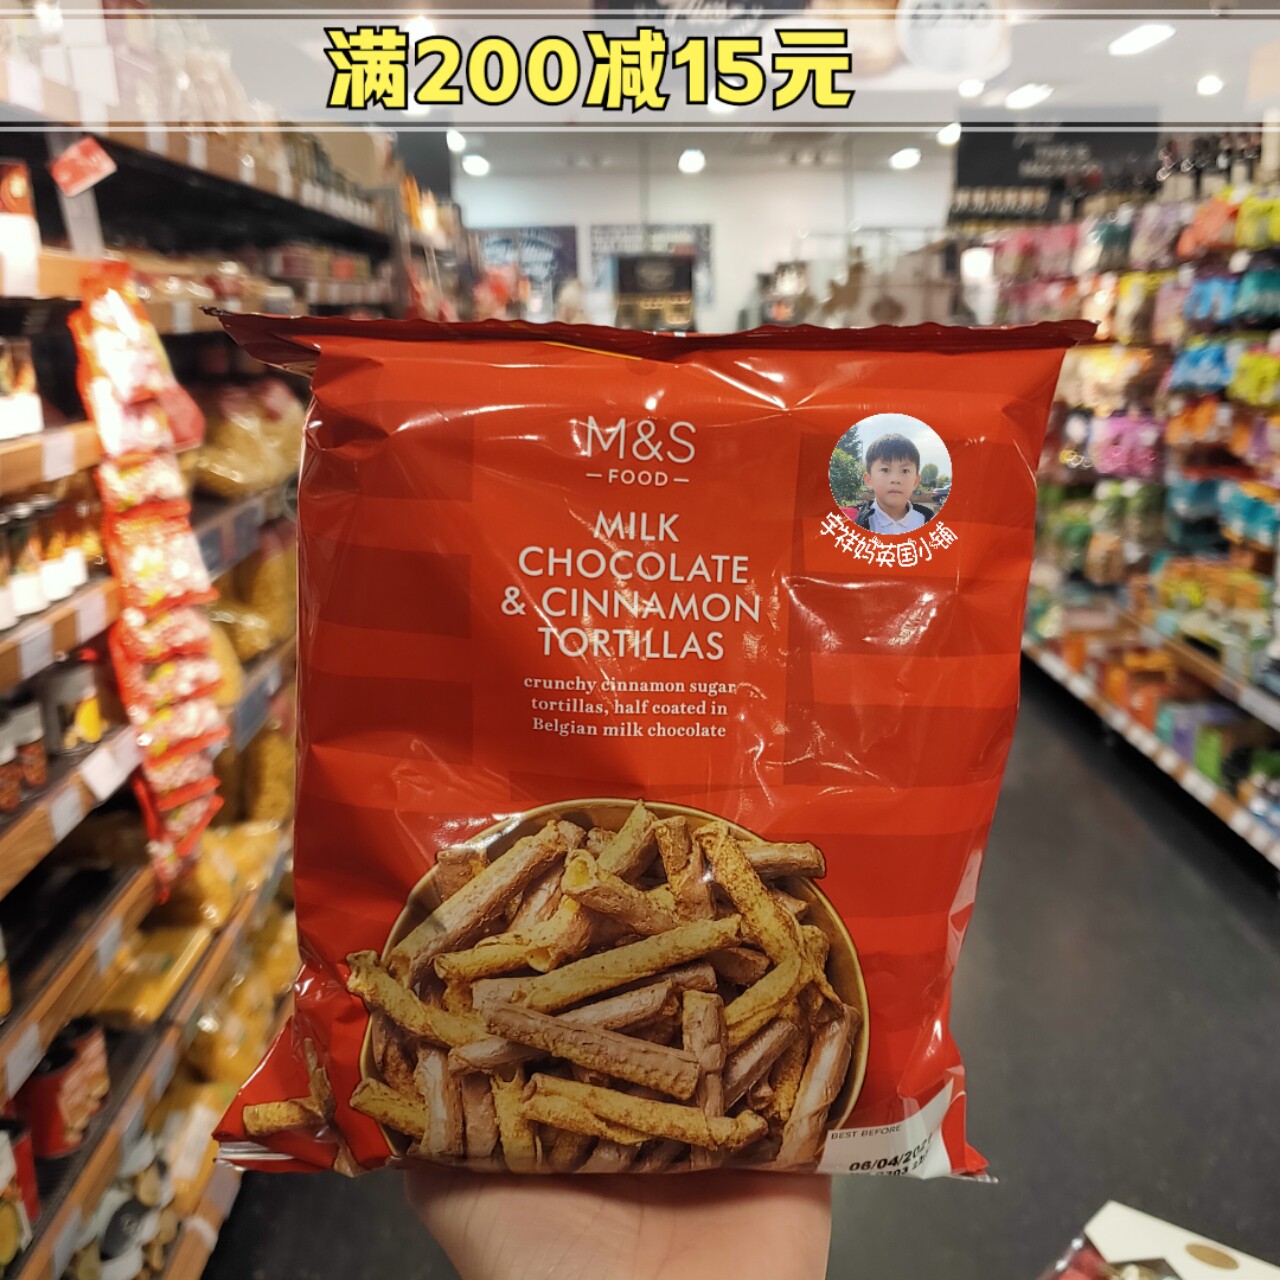 满200减15元
M&S
FOOD
MILK
CHOCOLATE
& CINNAMON
TORTILLAS
crunchy cinnamon sugar
tortillas, half coated in
Belgian milk chocolate
宇祥妈英国小铺
BEST BEFORE